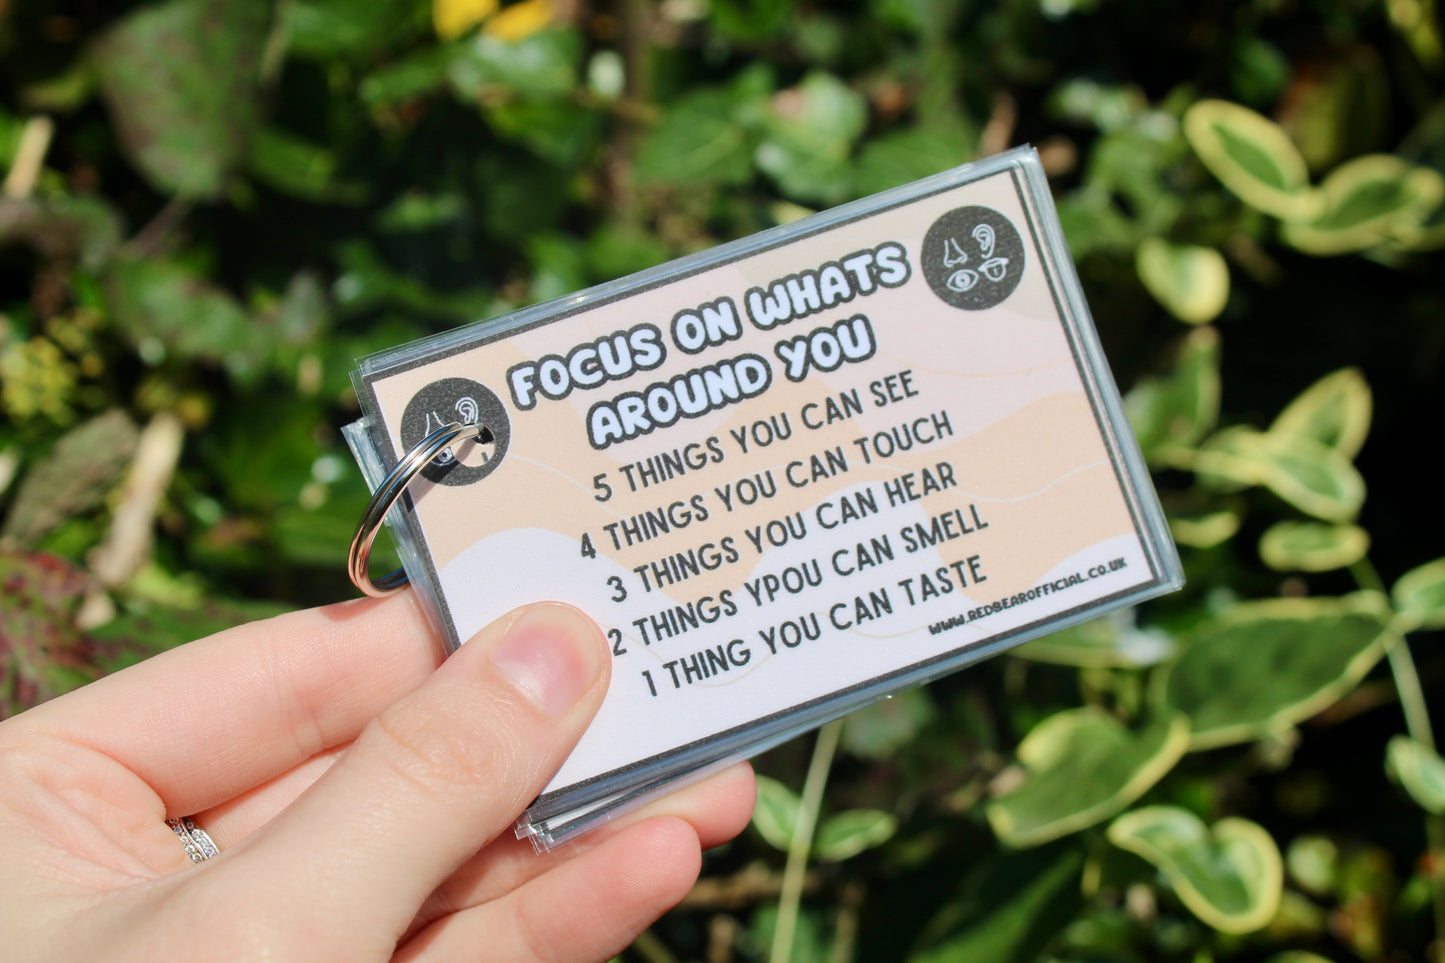 FOCUS ON WHATS
AROUND YOU
5 THINGS YOU CAN SEE
4 THINGS YOU CAN TOUCH
3 THINGS YOU CAN HEAR
2 THINGS YPOU CAN SMELL
1 THING YOU CAN TASTE
WWW.REDBEAROFFICIAL.CO.UK